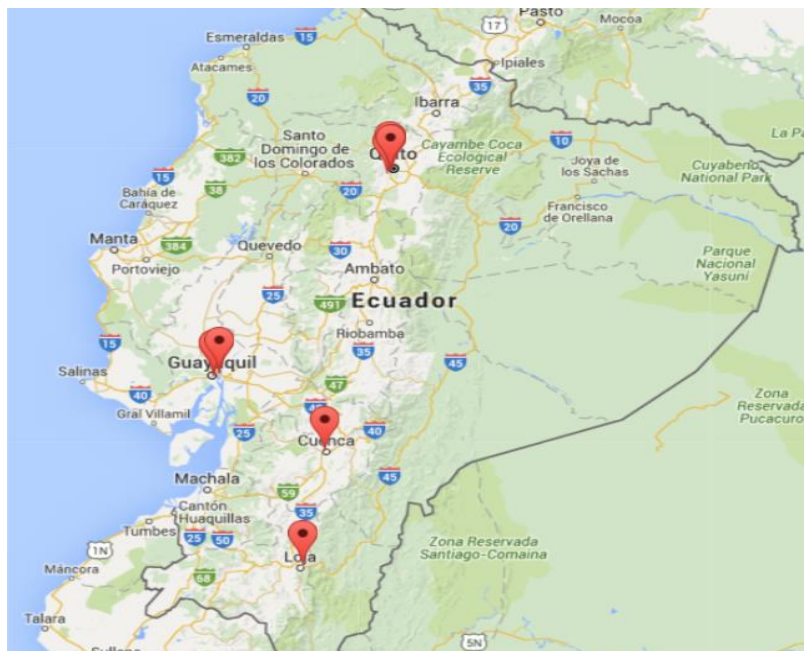 Pasto
Mocoa
17
Esmeraldas
15
Ipiales
Atacames
35
20
Ibarra
Santo
Domingo de
los Colorados
382
Cayambe Coca
Ecological
Reserve
10
La Pa
Joya de
los Sachas
Cuyabeno
National Park
15
38
20
Bahía de
Caráquez
Francisco
de Orellana
20
Manta
384
Quevedo
30
Portoviejo
Ambato
Parque
Nacional
Yasuní
25
491
Ecuador
Riobamba
15
35
Guayaquil
45
Salinas
40
47
Zona
Reservada
Pucacuro
Gral Villamil
25
40
Cuenca
45
Machala
59
Cantón
Huaquillas
35
Tumbes
1N
25
50
Zona Reservada
Santiago-Comaina
Loja
68
Máncora
Talara
5N